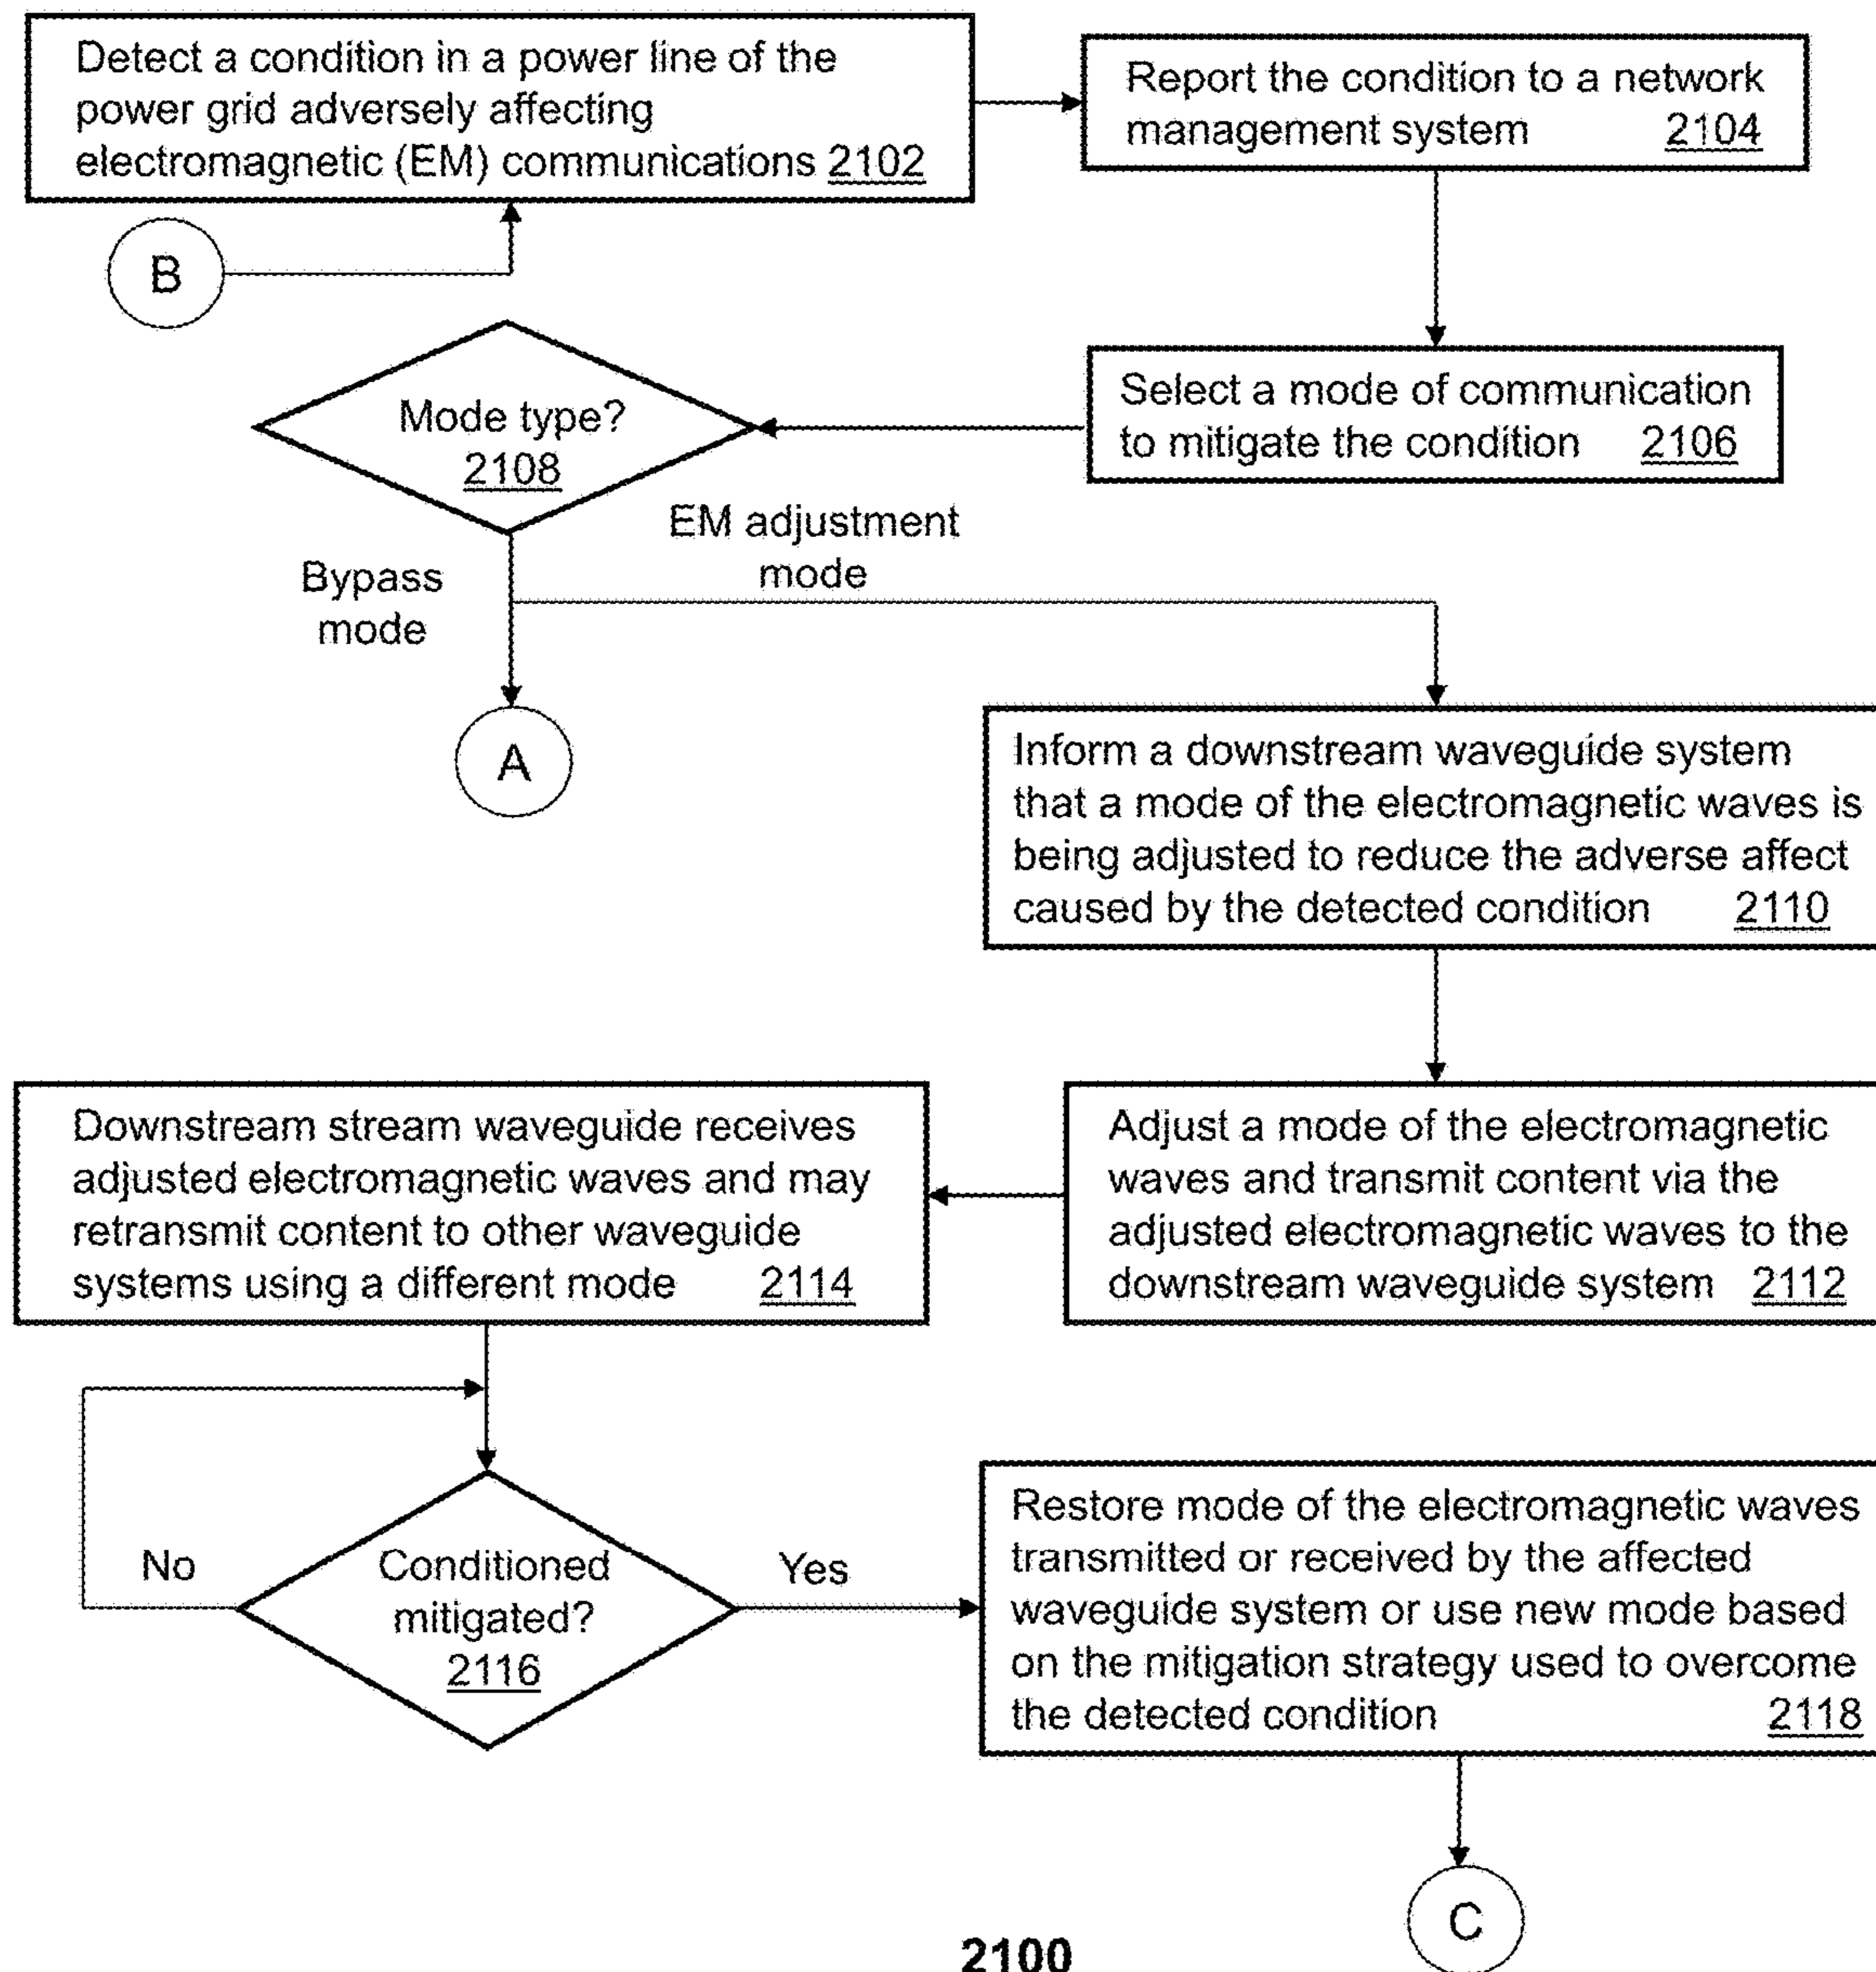 Detect a condition in a power line of the
power grid adversely affecting
electromagnetic (EM) communications 2102
Report the condition to a network
management system 2104
B
Select a mode of communication
to mitigate the condition 2106
Mode type?
2108
EM adjustment
mode
Bypass
mode
A
Inform a downstream waveguide system
that a mode of the electromagnetic waves is
being adjusted to reduce the adverse affect
caused by the detected condition 2110
Adjust a mode of the electromagnetic
waves and transmit content via the
adjusted electromagnetic waves to the
downstream waveguide system 2112
Downstream stream waveguide receives
adjusted electromagnetic waves and may
retransmit content to other waveguide
systems using a different mode 2114
No
Conditioned
mitigated?
2116
Yes
Restore mode of the electromagnetic waves
transmitted or received by the affected
waveguide system or use new mode based
on the mitigation strategy used to overcome
the detected condition 2118
C
2100